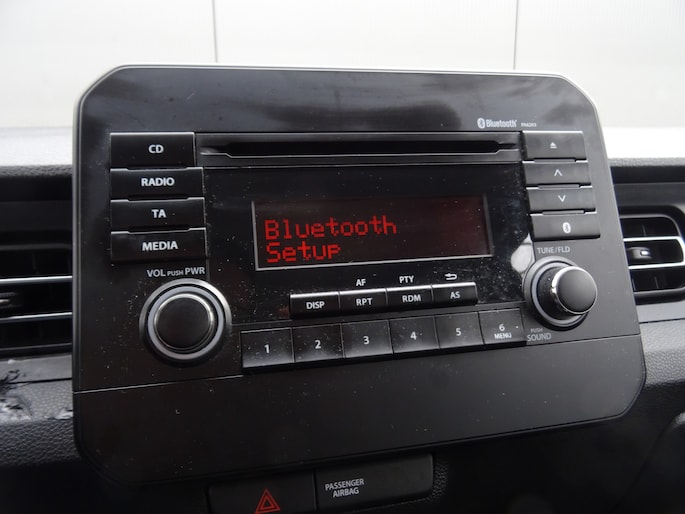 Bluetooth
CD
RADIO
TA
MEDIA
Bluetooth
Setup
VOL PUSH PWR
TUNE/FLD
AF PTY
DISP RPT RDM AS
1 2 3 4 5 6
MENU
PUSH
SOUND
PASSENGER
AIRBAG